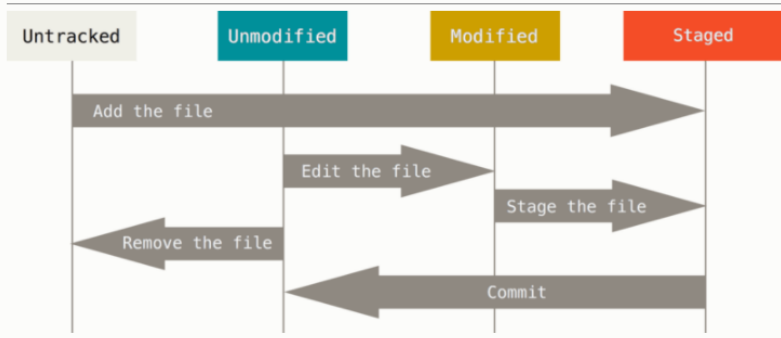 Untracked
Unmodified
Modified
Staged
Add the file
Edit the file
Stage the file
Remove the file
Commit